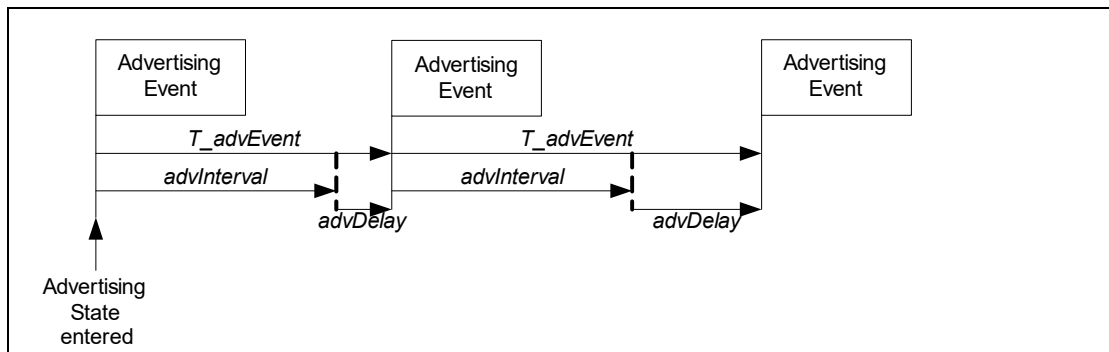 Advertising
Event
Advertising
Event
Advertising
Event
T_advEvent
T_advEvent
advInterval
advInterval
advDelay
advDelay
Advertising
State
entered